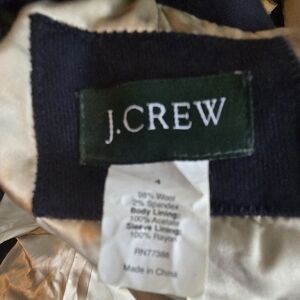 J.CREW
4
98% Wool
2% Spandex
Body Lining:
100% Acetate
Sleeve Lining:
100% Rayon
RN77388
Made in China